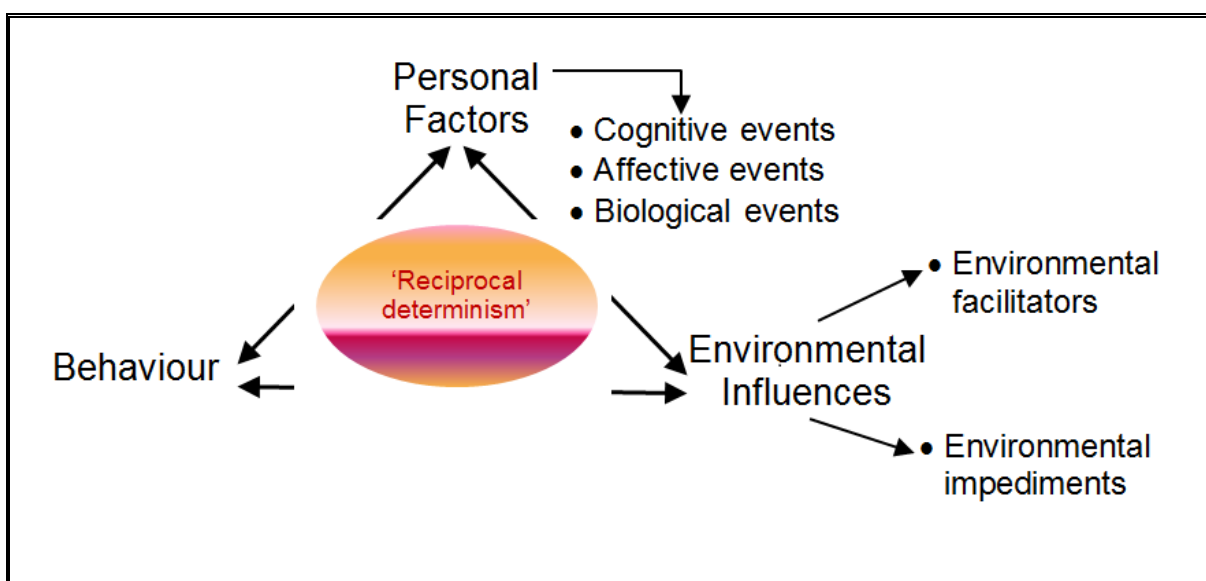 Personal
Factors
• Cognitive events
• Affective events
• Biological events
‘Reciprocal
determinism’
Behaviour
Environmental
Influences
• Environmental
facilitators
• Environmental
impediments